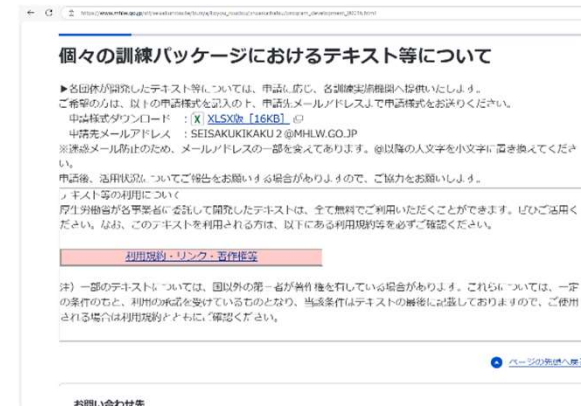 個々の訓練パッケージにおけるテキスト等について
▶各団体が開発したテキスト等については、申請に応じ、各訓練実施機関へ提供いたします。
ご希望の方は、以下の申請様式を記入の上、申請先メールアドレスまで申請様式をお送りください。
申請様式ダウンロード ： XLSX版［16KB］
申請先メールアドレス ：SEISAKUKIKAKU２@MHLW.GO.JP
※迷惑メール防止のため、メールアドレスの一部を変えてあります。@以降の大文字を小文字に置き換えてくださ
い。
申請後、活用状況についてご報告をお願いする場合がありますので、ご協力をお願いします。
テキスト等の利用について
厚生労働省が各事業者に委託して開発したテキストは、全て無料でご利用いただくことができます。ぜひご活用く
ださい。なお、このテキストを利用される方は、以下にある利用規約等を必ずご確認ください。
利用規約・リンク・著作権等
注）一部のテキストについては、国以外の第三者が著作権を有している場合があります。これらについては、一定
の条件のもと、利用の承諾を受けているものとなり、当該条件はテキストの最後に記載しておりますので、ご使用
される場合は利用規約とともにご確認ください。
ページの先頭へ戻
お問い合わせ先